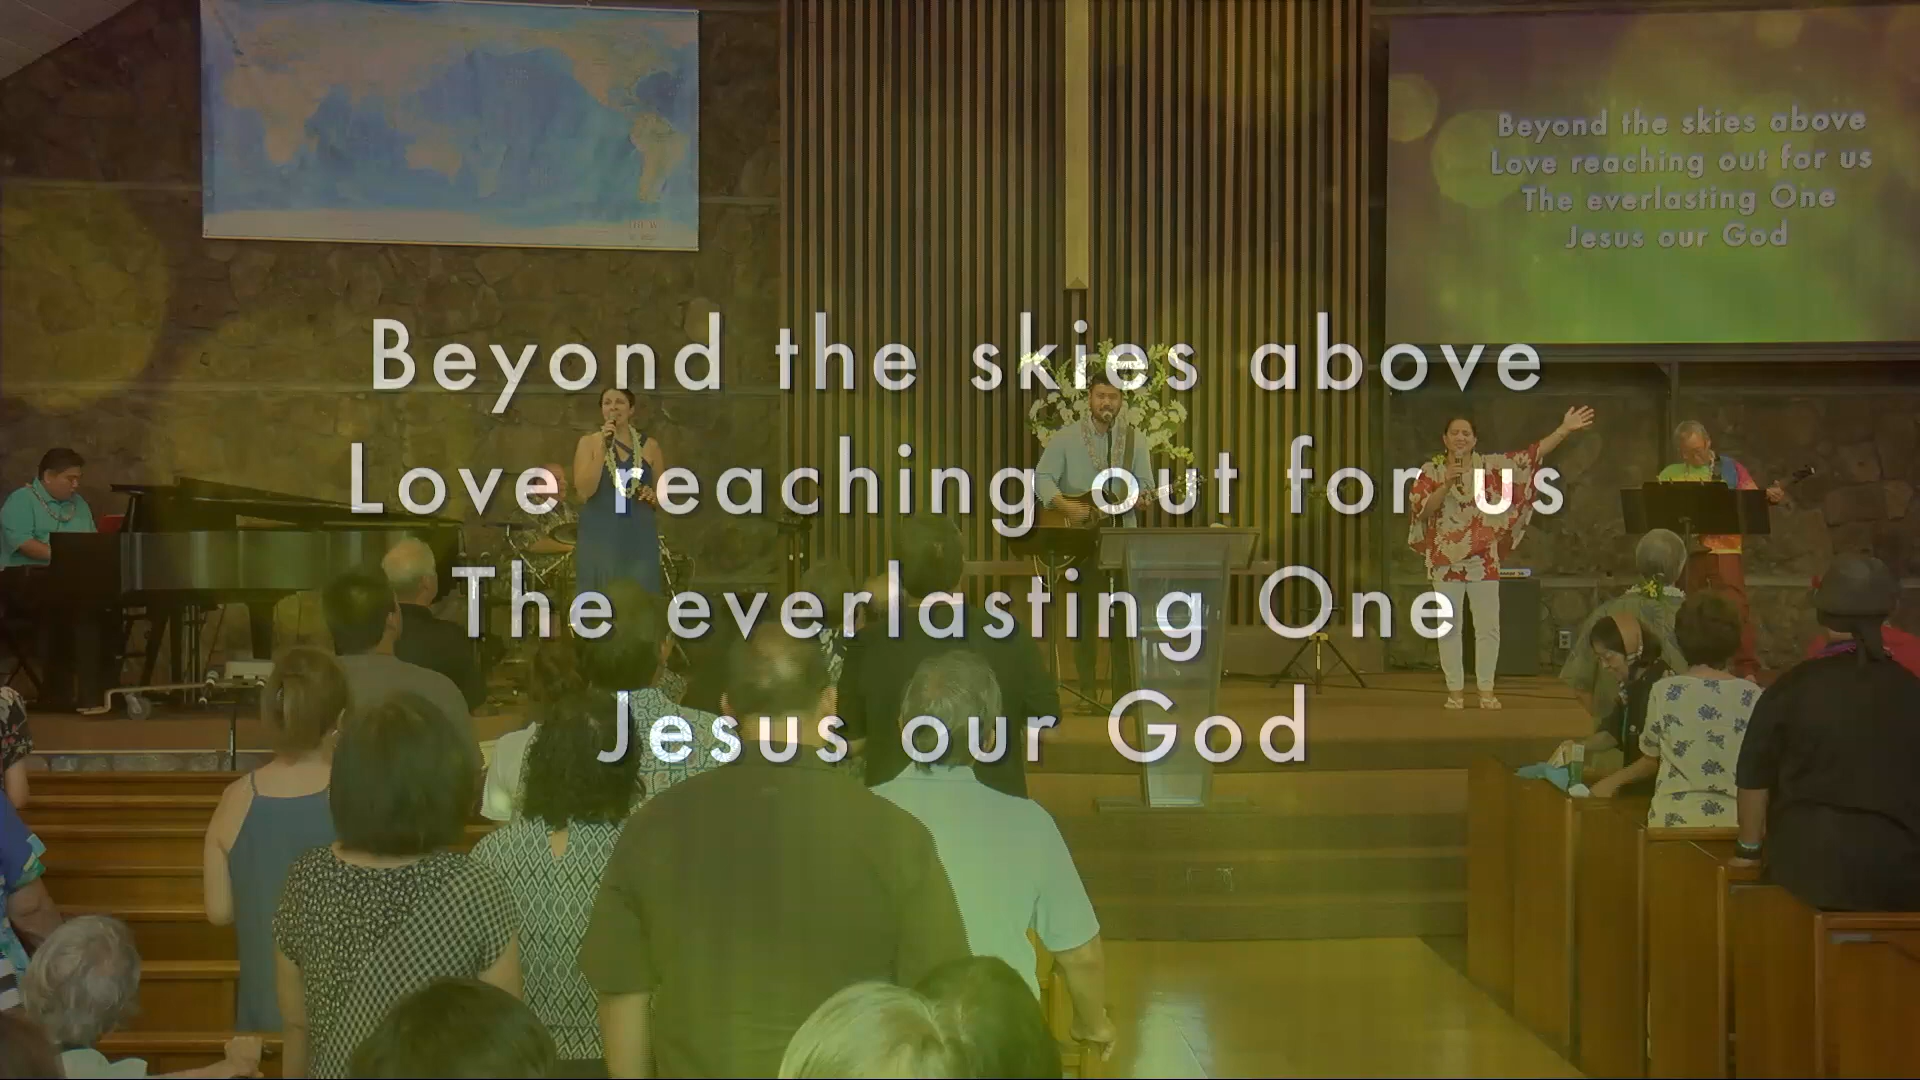 Beyond the skies above
Love reaching out for us
The everlasting One
Jesus our God
Beyond the skies above
Love reaching out for us
The everlasting One
Jesus our God